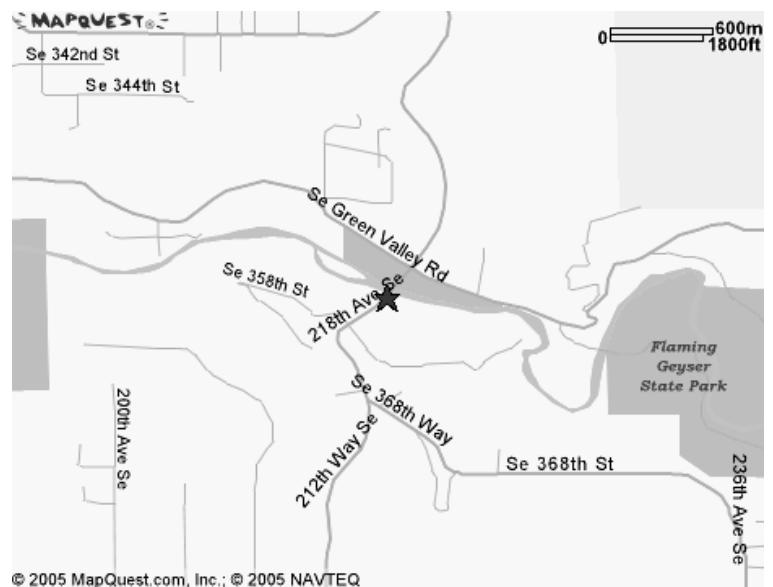 MAPQUEST®
600m
0
1800ft
Se 342nd St
Se 344th St
Se Green Valley Rd
Se 358th St
218th Ave Se
Flaming
Geyser
State Park
Se 368th Way
200th Ave Se
212th Way Se
Se 368th St
236th Ave Se
© 2005 MapQuest.com, Inc.; © 2005 NAVTEQ